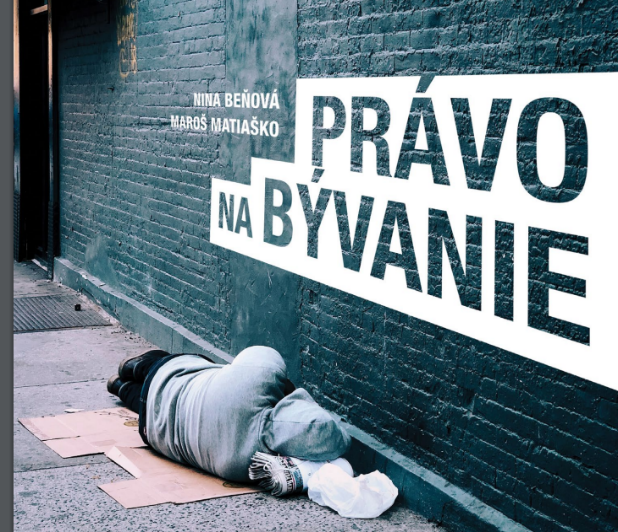 NINA BEŇOVÁ
MAROŠ MATIAŠKO
PRÁVO
NA BÝVANIE